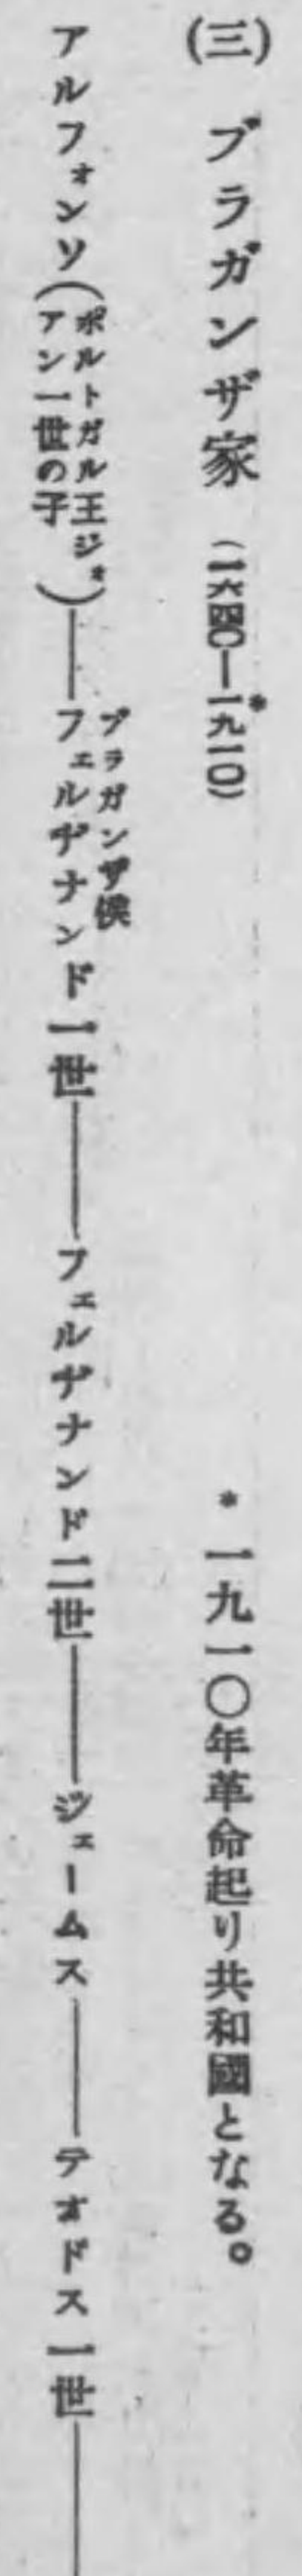 (三) ブラガンザ家 (一六四〇―一九一〇)* * 一九一〇年革命起り共和國となる。
アルフォンソ(ポルトガル王ジォアン一世の子)――ブラガンザ侯フェルヂナンド一世――フェルヂナンド二世――ジェームス――テオドス一世――